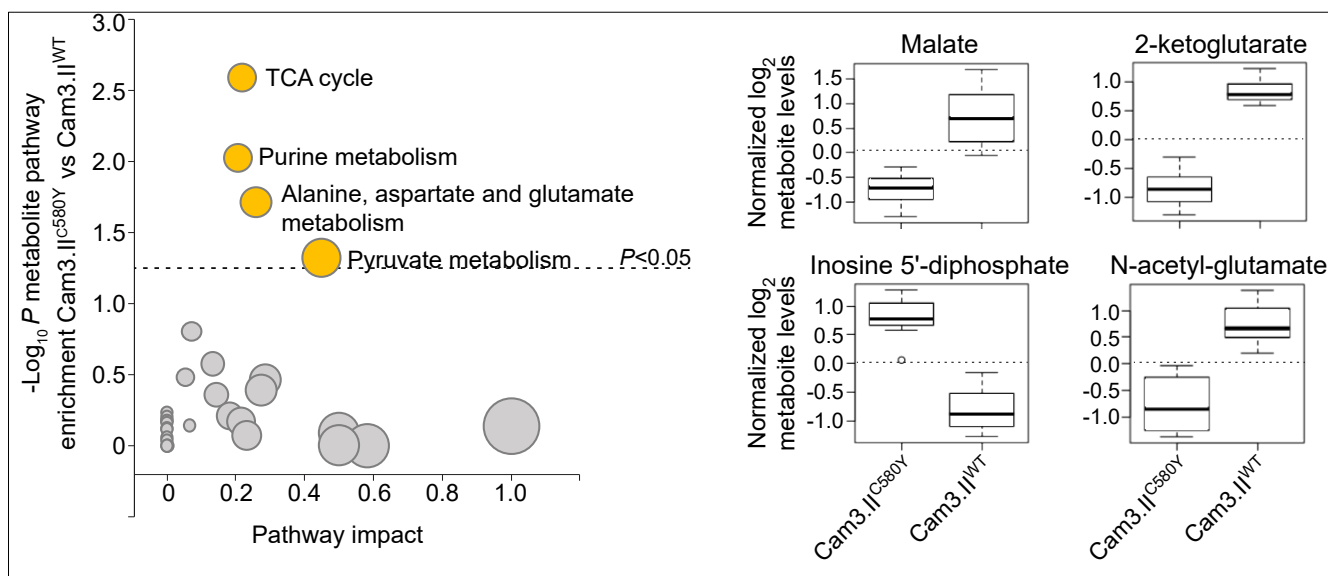 -Log10 P metabolite pathway
enrichment Cam3.IIC580Y vs Cam3.IIWT
3.0
2.5
2.0
1.5
1.0
0.5
0
TCA cycle
Purine metabolism
Alanine, aspartate and glutamate
metabolism
Pyruvate metabolism
P<0.05
0 0.2 0.4 0.6 0.8 1.0
Pathway impact
Malate
Normalized log2
metaboite levels
1.5
1.0
0.5
0.0
-0.5
-1.0
2-ketoglutarate
1.0
0.5
0.0
-0.5
-1.0
Inosine 5'-diphosphate
Normalized log2
metaboite levels
1.0
0.5
0.0
-0.5
-1.0
Cam3.IIC580Y
Cam3.IIWT
N-acetyl-glutamate
1.0
0.5
0.0
-0.5
-1.0
Cam3.IIC580Y
Cam3.IIWT